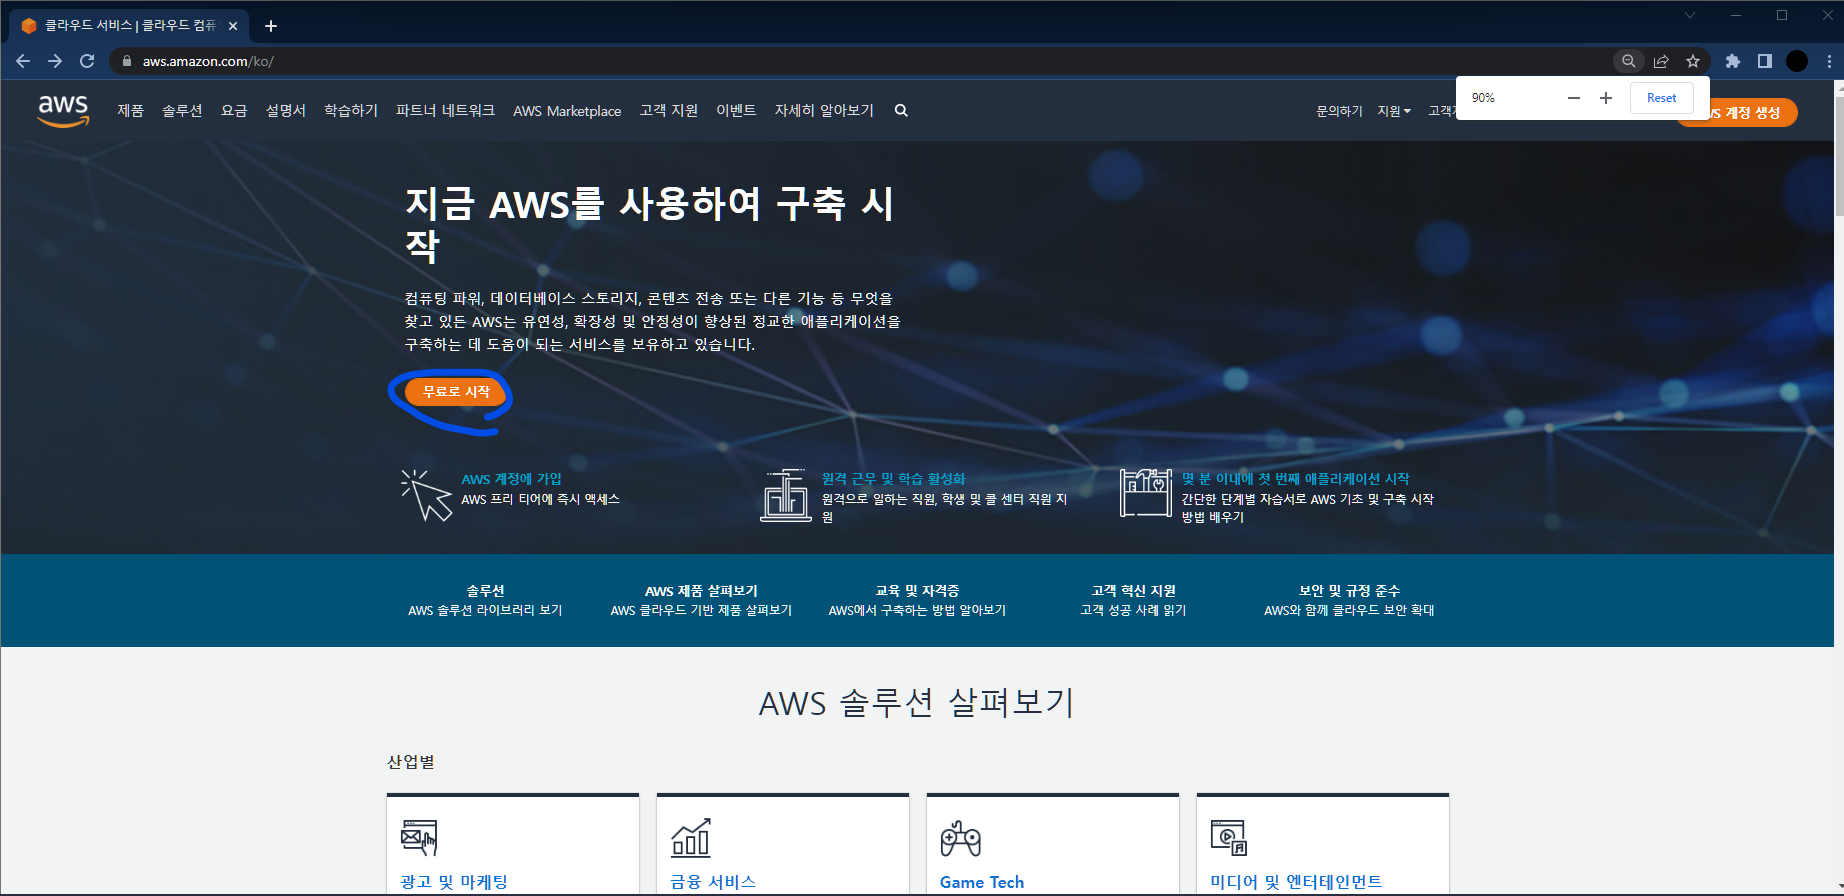 클라우드 서비스 | 클라우드 컴퓨
aws.amazon.com/ko/
90%
Reset
aws
제품 솔루션 요금 설명서 학습하기 파트너 네트워크 AWS Marketplace 고객 지원 이벤트 자세히 알아보기
문의하기 지원 계정 생성
지금 AWS를 사용하여 구축 시
작
컴퓨팅 파워, 데이터베이스 스토리지, 콘텐츠 전송 또는 다른 기능 등 무엇을
찾고 있든 AWS는 유연성, 확장성 및 안정성이 향상된 정교한 애플리케이션을
구축하는 데 도움이 되는 서비스를 보유하고 있습니다.
무료로 시작
AWS 계정에 가입
AWS 프리 티어에 즉시 액세스
원격 근무 및 학습 활성화
원격으로 일하는 직원, 학생 및 콜 센터 직원 지
원
몇 분 이내에 첫 번째 애플리케이션 시작
간단한 단계별 자습서로 AWS 기초 및 구축 시작
방법 배우기
솔루션
AWS 솔루션 라이브러리 보기
AWS 제품 살펴보기
AWS 클라우드 기반 제품 살펴보기
교육 및 자격증
AWS에서 구축하는 방법 알아보기
고객 혁신 지원
고객 성공 사례 읽기
보안 및 규정 준수
AWS와 함께 클라우드 보안 확대
AWS 솔루션 살펴보기
산업별
광고 및 마케팅
금융 서비스
Game Tech
미디어 및 엔터테인먼트